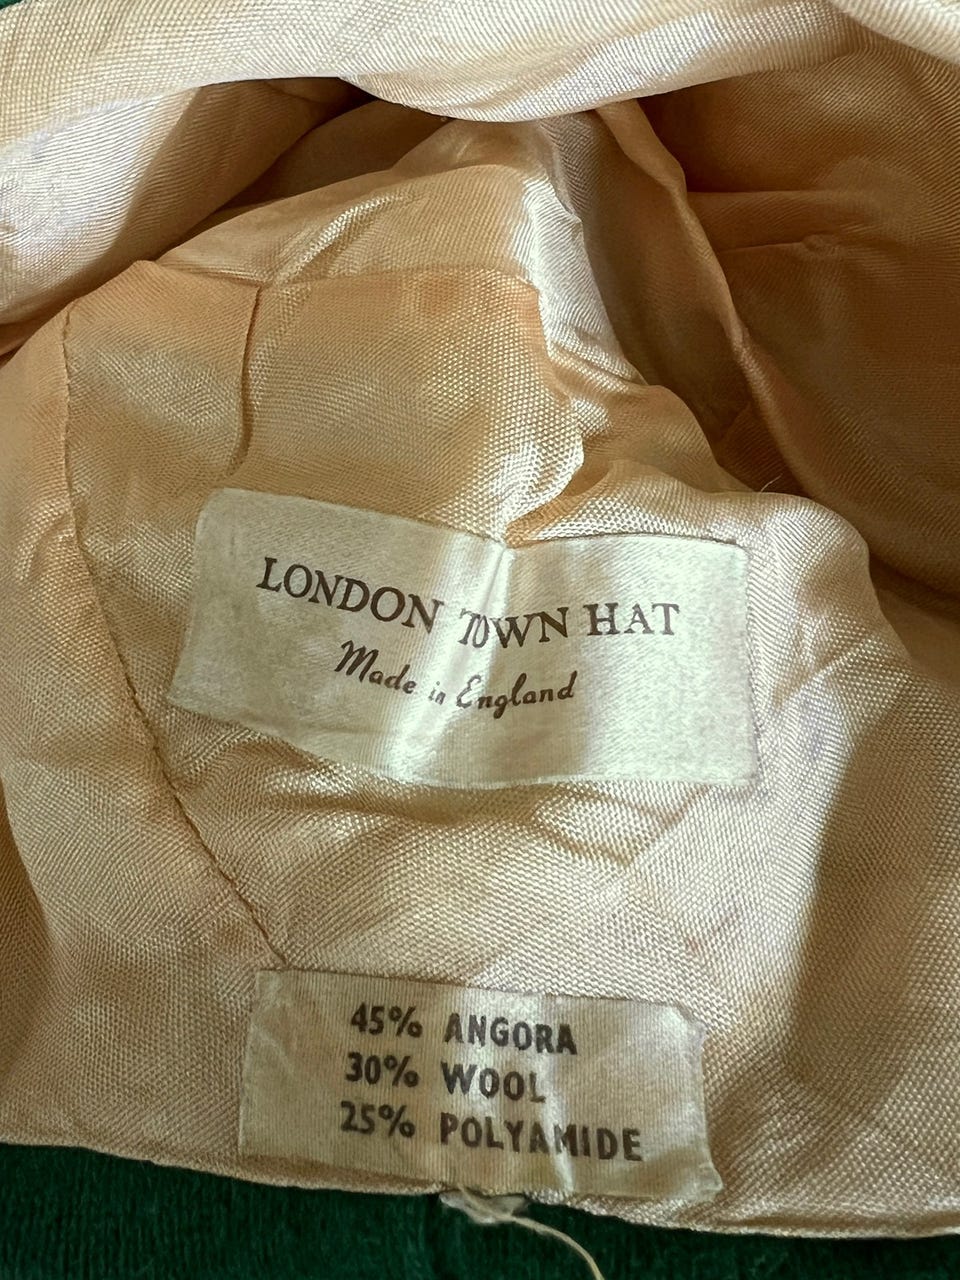 LONDON TOWN HAT
Made in England
45% ANGORA
30% WOOL
25% POLYAMIDE